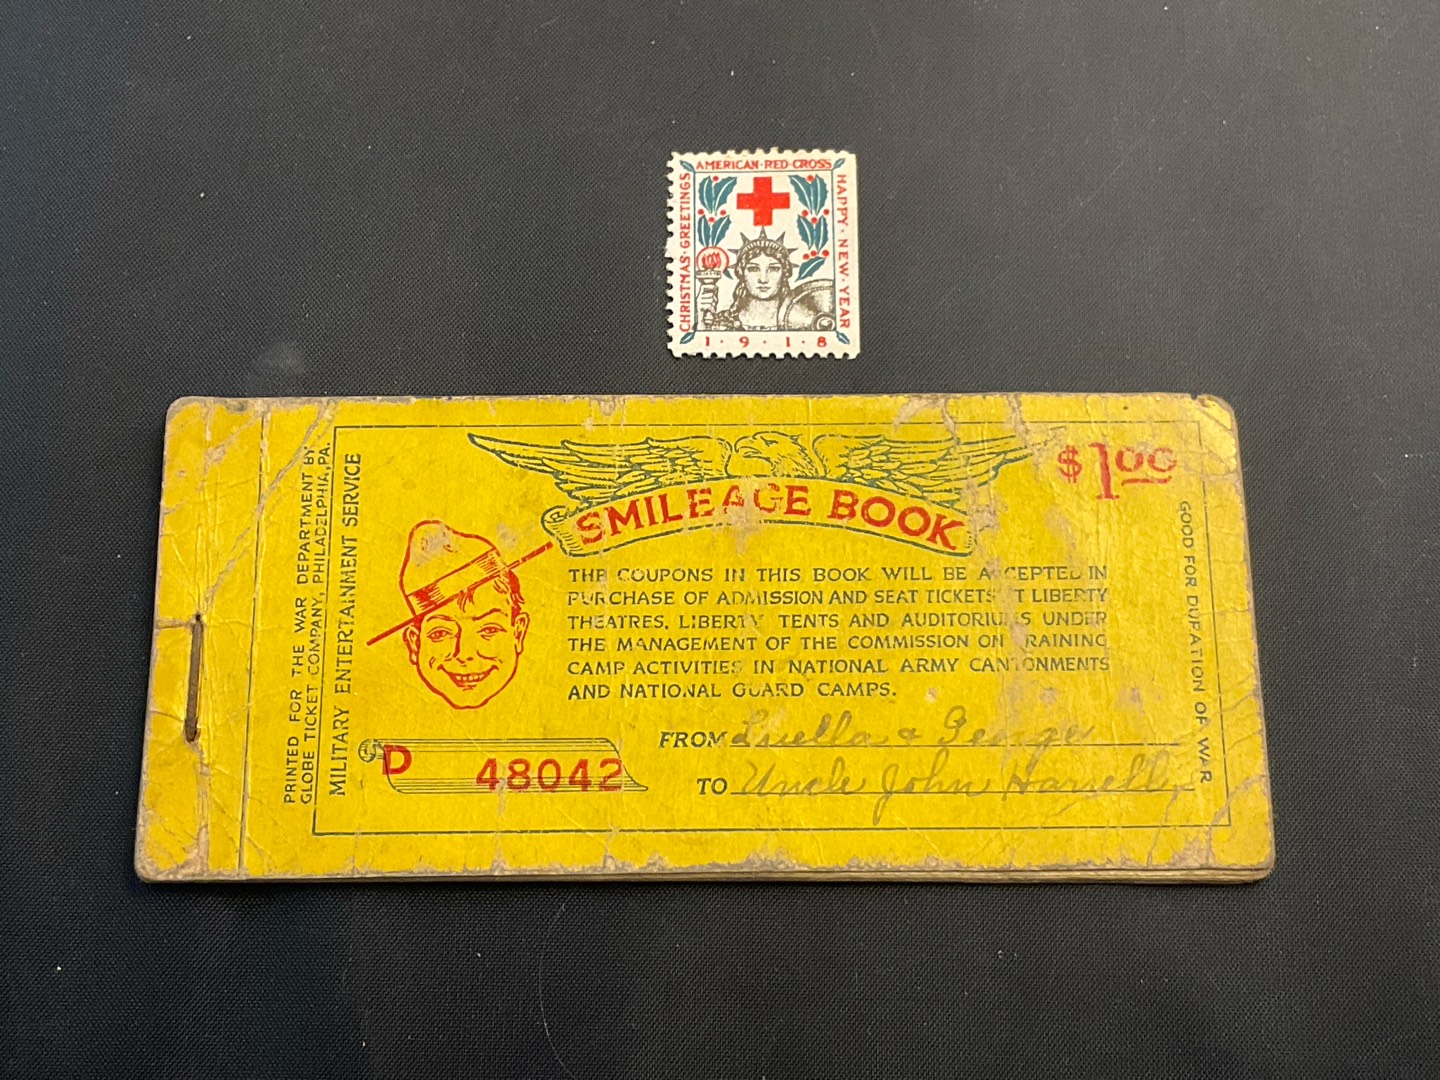 AMERICAN·RED·CROSS
CHRISTMAS·GREETINGS
HAPPY·NEW·YEAR
1·9·1·8
PRINTED FOR THE WAR DEPARTMENT BY
GLOBE TICKET COMPANY, PHILADELPHIA, PA.
MILITARY ENTERTAINMENT SERVICE
SMILEAGE BOOK
$1.00
THE COUPONS IN THIS BOOK WILL BE ACCEPTED IN
PURCHASE OF ADMISSION AND SEAT TICKETS AT LIBERTY
THEATRES, LIBERTY TENTS AND AUDITORIUMS UNDER
THE MANAGEMENT OF THE COMMISSION ON TRAINING
CAMP ACTIVITIES IN NATIONAL ARMY CANTONMENTS
AND NATIONAL GUARD CAMPS.
FROM Luella & George
TO Uncle John Harrell
D 48042
GOOD FOR DURATION OF WAR